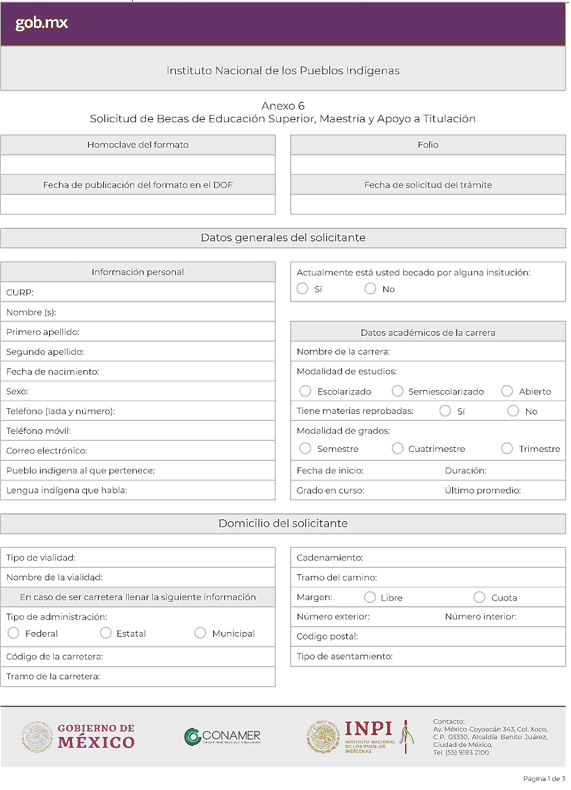 gob.mx
Instituto Nacional de los Pueblos Indígenas
Anexo 6
Solicitud de Becas de Educación Superior, Maestría y Apoyo a Titulación
Homoclave del formato
Folio
Fecha de publicación del formato en el DOF
Fecha de solicitud del trámite
Datos generales del solicitante
Información personal
CURP:
Nombre (s):
Primero apellido:
Segundo apellido:
Fecha de nacimiento:
Sexo:
Teléfono (lada y número):
Teléfono móvil:
Correo electrónico:
Pueblo indígena al que pertenece:
Lengua indígena que habla:
Actualmente está usted becado por alguna insitución:
Sí No
Datos académicos de la carrera
Nombre de la carrera:
Modalidad de estudios:
Escolarizado Semiescolarizado Abierto
Tiene materias reprobadas: Sí No
Modalidad de grados:
Semestre Cuatrimestre Trimestre
Fecha de inicio: Duración:
Grado en curso: Último promedio:
Domicilio del solicitante
Tipo de vialidad:
Nombre de la vialidad:
En caso de ser carretera llenar la siguiente información
Tipo de administración:
Federal Estatal Municipal
Código de la carretera:
Tramo de la carretera:
Cadenamiento:
Tramo del camino:
Margen: Libre Cuota
Número exterior: Número interior:
Código postal:
Tipo de asentamiento:
GOBIERNO DE
MÉXICO
CONAMER
INPI
INSTITUTO NACIONAL
DE LOS PUEBLOS
INDÍGENAS
Contacto:
Av. México-Coyoacán 343, Col. Xoco,
C.P. 03330, Alcaldía Benito Juárez,
Ciudad de México.
Tel. (55) 9183 2100
Página 1 de 3